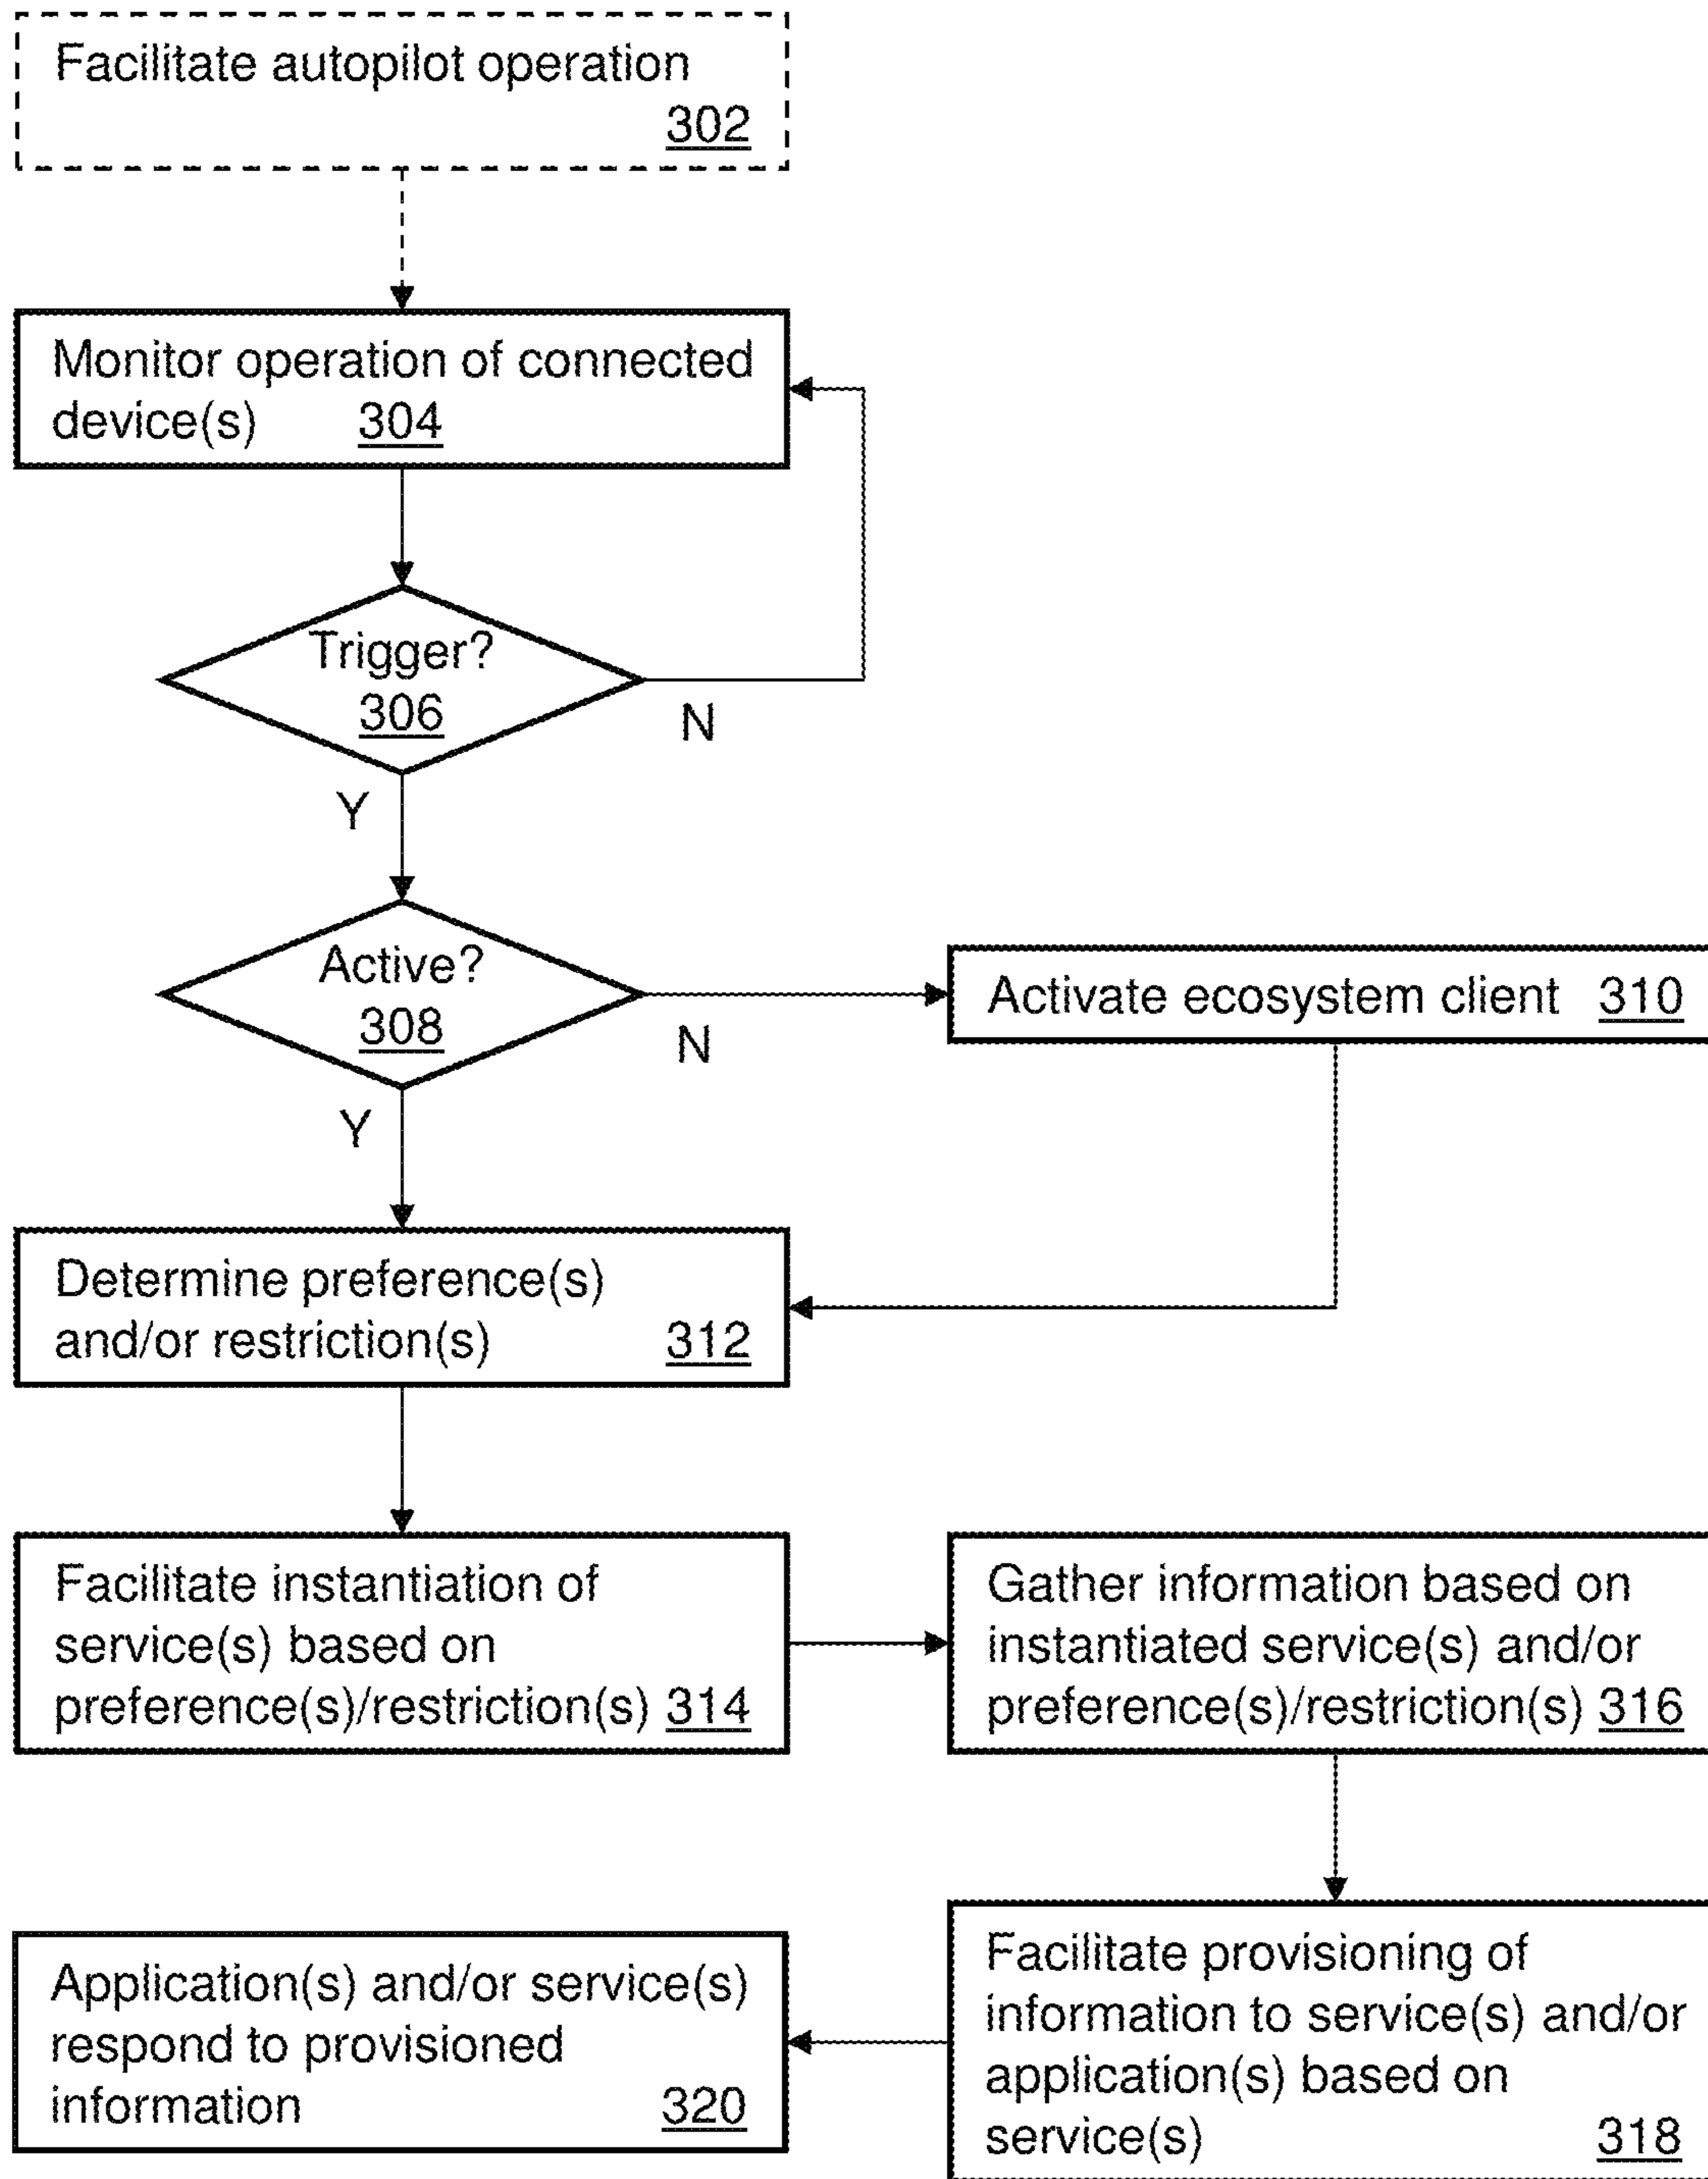 Facilitate autopilot operation
302
Monitor operation of connected
device(s) 304
Trigger?
306
N
Y
Active?
308
N
Activate ecosystem client 310
Y
Determine preference(s)
and/or restriction(s) 312
Facilitate instantiation of
service(s) based on
preference(s)/restriction(s) 314
Gather information based on
instantiated service(s) and/or
preference(s)/restriction(s) 316
Facilitate provisioning of
information to service(s) and/or
application(s) based on
service(s) 318
Application(s) and/or service(s)
respond to provisioned
information 320